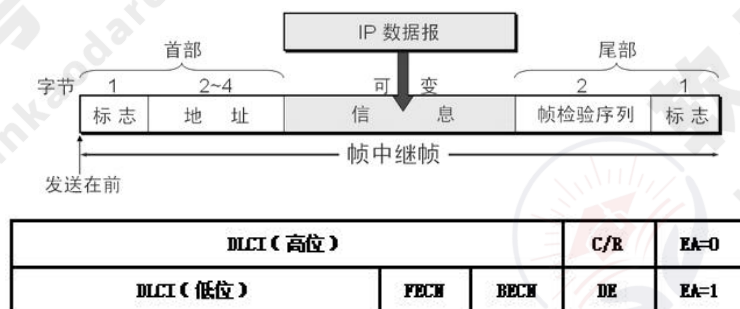 IP 数据报
首部
尾部
字节 1 2~4 可 变 2 1
标 志 地 址 信 息 帧检验序列 标 志
帧中继帧
发送在前
DLCI(高位) C/R EA=0
DLCI(低位) FECN BECN DE EA=1